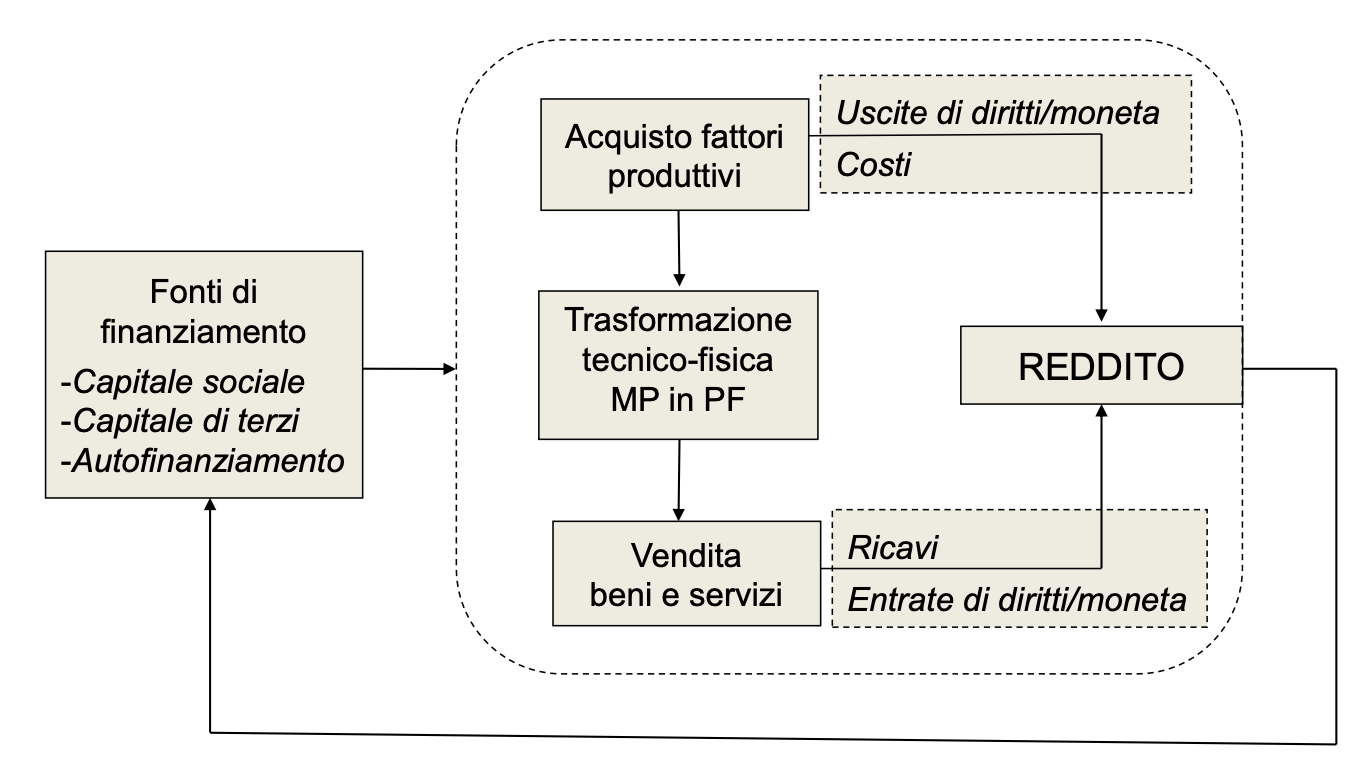 Acquisto fattori
produttivi
Uscite di diritti/moneta
Costi
Fonti di
finanziamento
-Capitale sociale
-Capitale di terzi
-Autofinanziamento
Trasformazione
tecnico-fisica
MP in PF
REDDITO
Vendita
beni e servizi
Ricavi
Entrate di diritti/moneta